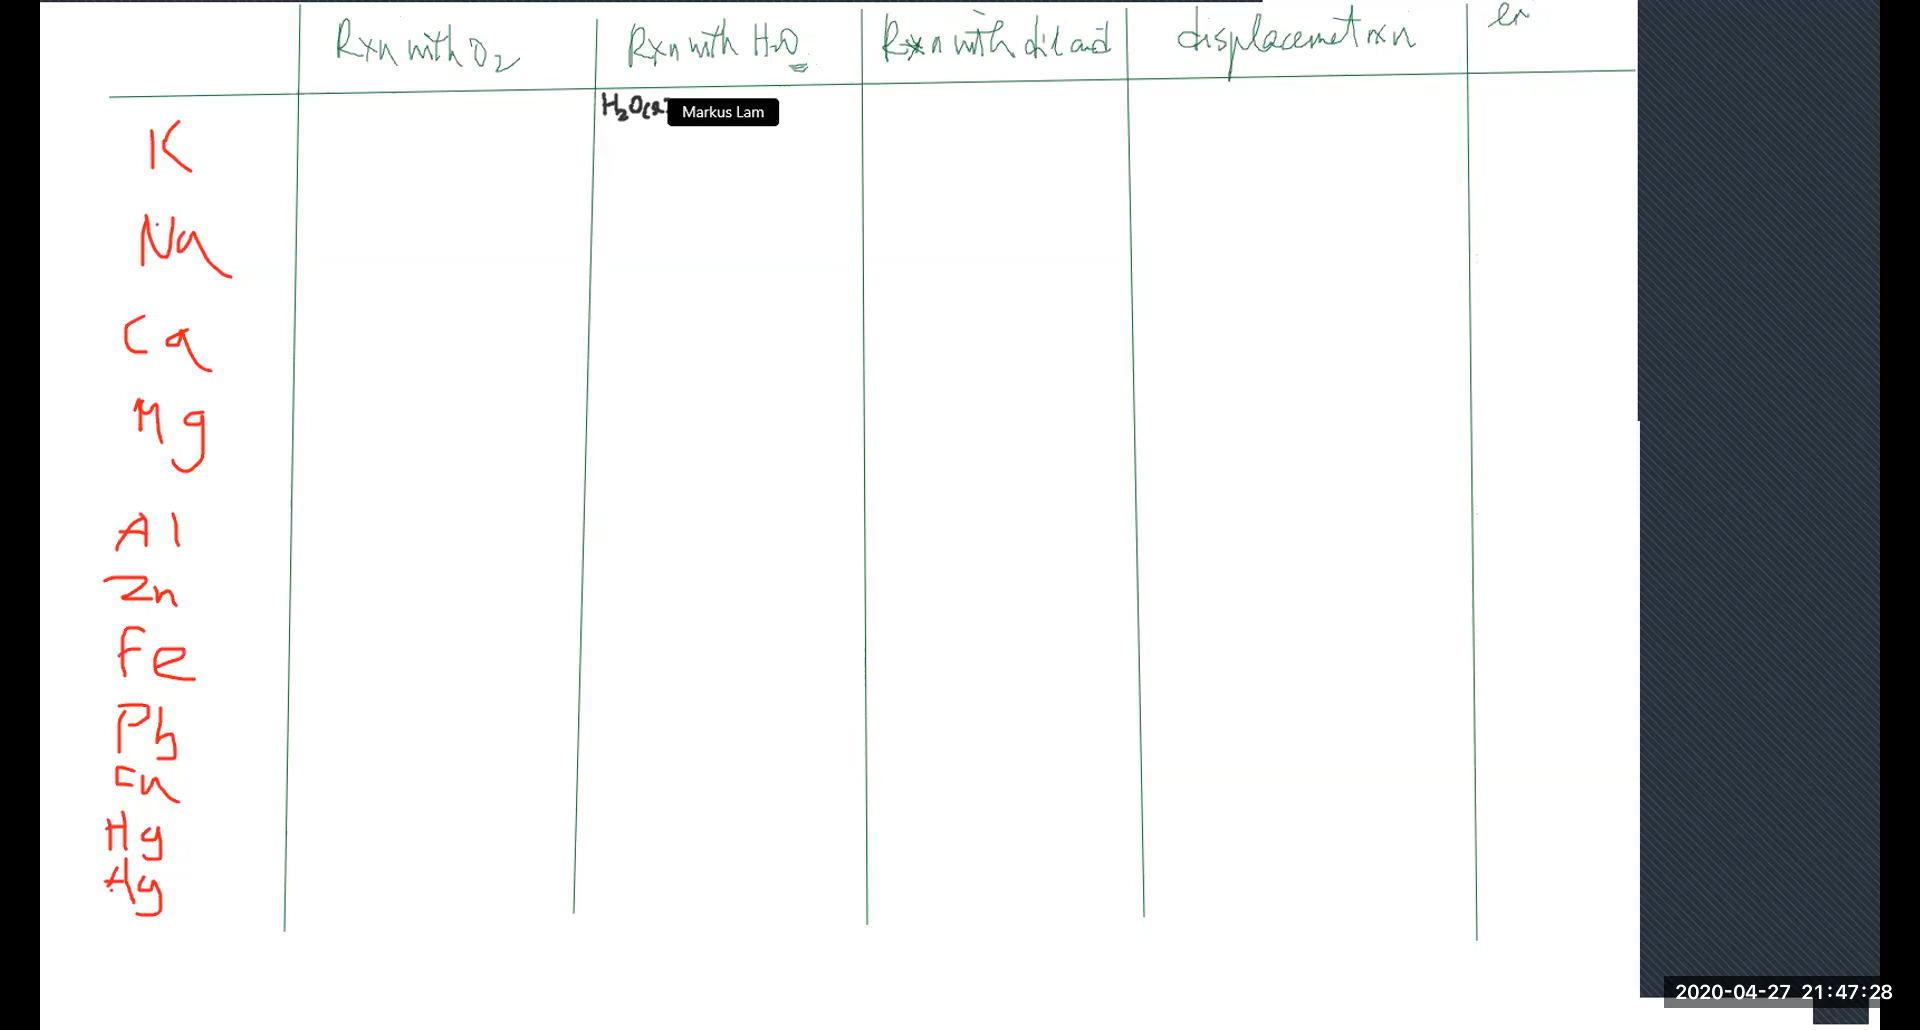 Rxn with O2 Rxn with H2O Rxn with dil acid displacemet rxn
H2O(
Markus Lam
K
Na
Ca
Mg
Al
Zn
Fe
Pb
Cu
Hg
Ag
2020-04-27 21:47:28